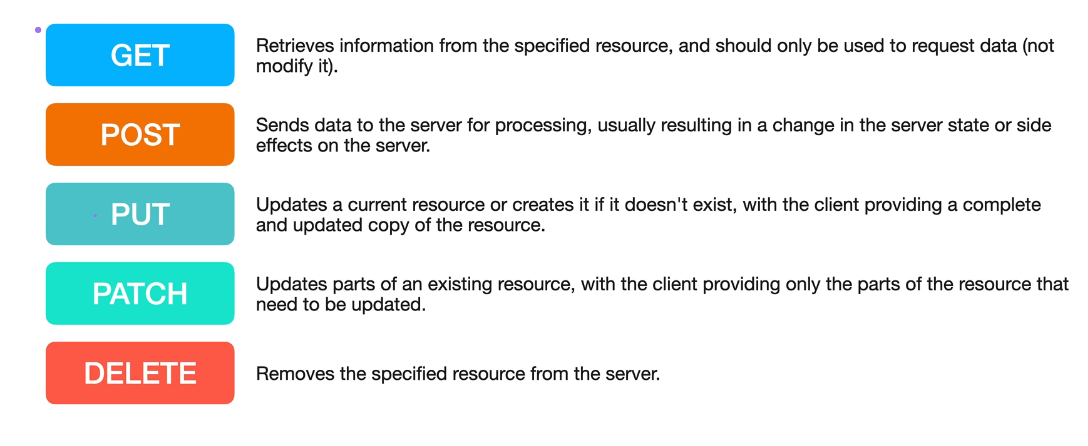 GET
Retrieves information from the specified resource, and should only be used to request data (not
modify it).
POST
Sends data to the server for processing, usually resulting in a change in the server state or side
effects on the server.
PUT
Updates a current resource or creates it if it doesn't exist, with the client providing a complete
and updated copy of the resource.
PATCH
Updates parts of an existing resource, with the client providing only the parts of the resource that
need to be updated.
DELETE
Removes the specified resource from the server.